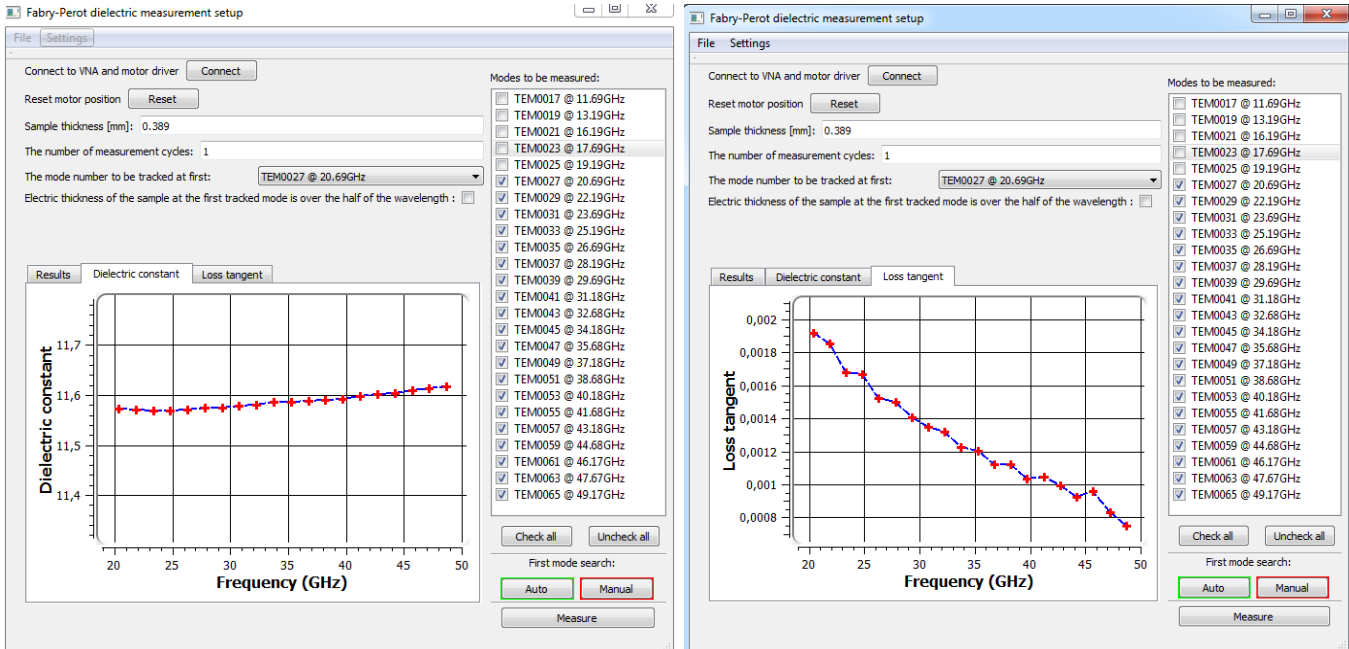 Fabry-Perot dielectric measurement setup
File Settings
Connect to VNA and motor driver Connect
Reset motor position Reset
Sample thickness [mm]: 0.389
The number of measurement cycles: 1
The mode number to be tracked at first: TEM0027 @ 20.69GHz
Electric thickness of the sample at the first tracked mode is over the half of the wavelength :
Results Dielectric constant Loss tangent
Dielectric constant
11,7
11,6
11,5
11,4
20 25 30 35 40 45 50
Frequency (GHz)
Modes to be measured:
TEM0017 @ 11.69GHz
TEM0019 @ 13.19GHz
TEM0021 @ 16.19GHz
TEM0023 @ 17.69GHz
TEM0025 @ 19.19GHz
TEM0027 @ 20.69GHz
TEM0029 @ 22.19GHz
TEM0031 @ 23.69GHz
TEM0033 @ 25.19GHz
TEM0035 @ 26.69GHz
TEM0037 @ 28.19GHz
TEM0039 @ 29.69GHz
TEM0041 @ 31.18GHz
TEM0043 @ 32.68GHz
TEM0045 @ 34.18GHz
TEM0047 @ 35.68GHz
TEM0049 @ 37.18GHz
TEM0051 @ 38.68GHz
TEM0053 @ 40.18GHz
TEM0055 @ 41.68GHz
TEM0057 @ 43.18GHz
TEM0059 @ 44.68GHz
TEM0061 @ 46.17GHz
TEM0063 @ 47.67GHz
TEM0065 @ 49.17GHz
Check all Uncheck all
First mode search:
Auto Manual
Measure
Fabry-Perot dielectric measurement setup
File Settings
Connect to VNA and motor driver Connect
Reset motor position Reset
Sample thickness [mm]: 0.389
The number of measurement cycles: 1
The mode number to be tracked at first: TEM0027 @ 20.69GHz
Electric thickness of the sample at the first tracked mode is over the half of the wavelength :
Results Dielectric constant Loss tangent
Loss tangent
0,002
0,0018
0,0016
0,0014
0,0012
0,001
0,0008
20 25 30 35 40 45 50
Frequency (GHz)
Modes to be measured:
TEM0017 @ 11.69GHz
TEM0019 @ 13.19GHz
TEM0021 @ 16.19GHz
TEM0023 @ 17.69GHz
TEM0025 @ 19.19GHz
TEM0027 @ 20.69GHz
TEM0029 @ 22.19GHz
TEM0031 @ 23.69GHz
TEM0033 @ 25.19GHz
TEM0035 @ 26.69GHz
TEM0037 @ 28.19GHz
TEM0039 @ 29.69GHz
TEM0041 @ 31.18GHz
TEM0043 @ 32.68GHz
TEM0045 @ 34.18GHz
TEM0047 @ 35.68GHz
TEM0049 @ 37.18GHz
TEM0051 @ 38.68GHz
TEM0053 @ 40.18GHz
TEM0055 @ 41.68GHz
TEM0057 @ 43.18GHz
TEM0059 @ 44.68GHz
TEM0061 @ 46.17GHz
TEM0063 @ 47.67GHz
TEM0065 @ 49.17GHz
Check all Uncheck all
First mode search:
Auto Manual
Measure